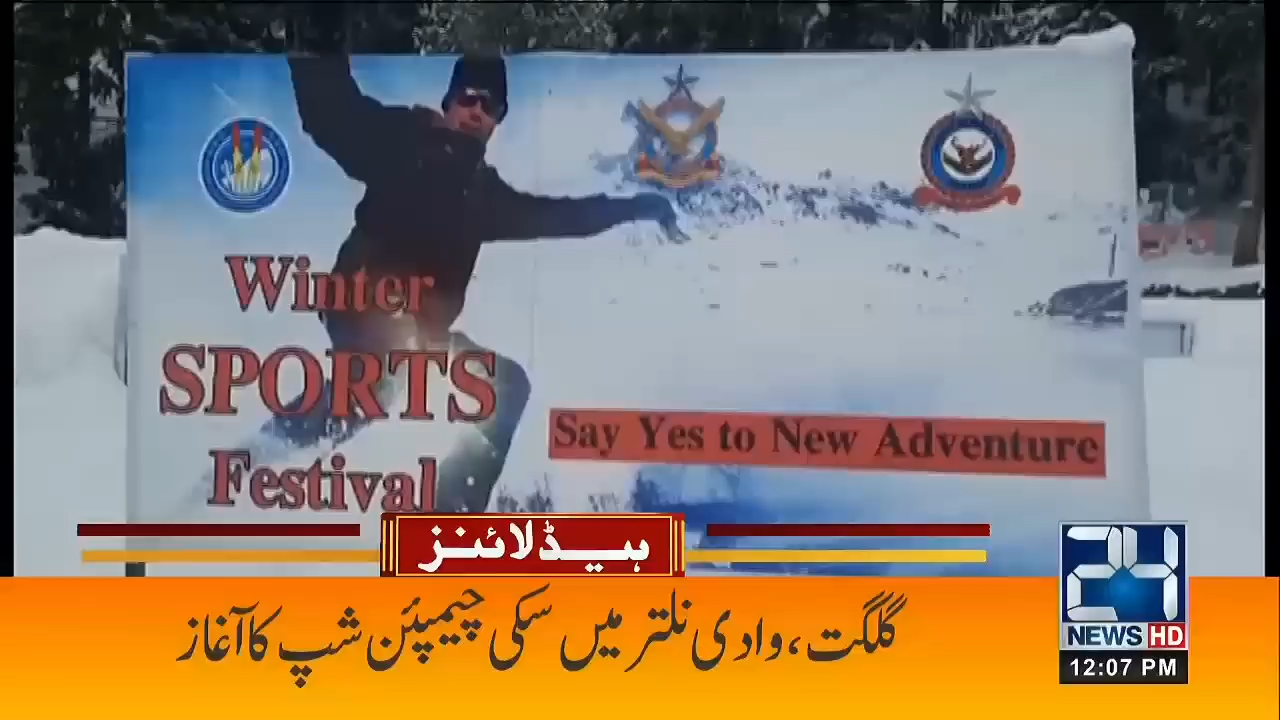 Winter
SPORTS
Festival
Say Yes to New Adventure
ہیڈلائنز
گلگت، وادی نلتر میں سکی چیمپئن شپ کا آغاز
24
NEWS HD
12:07 PM